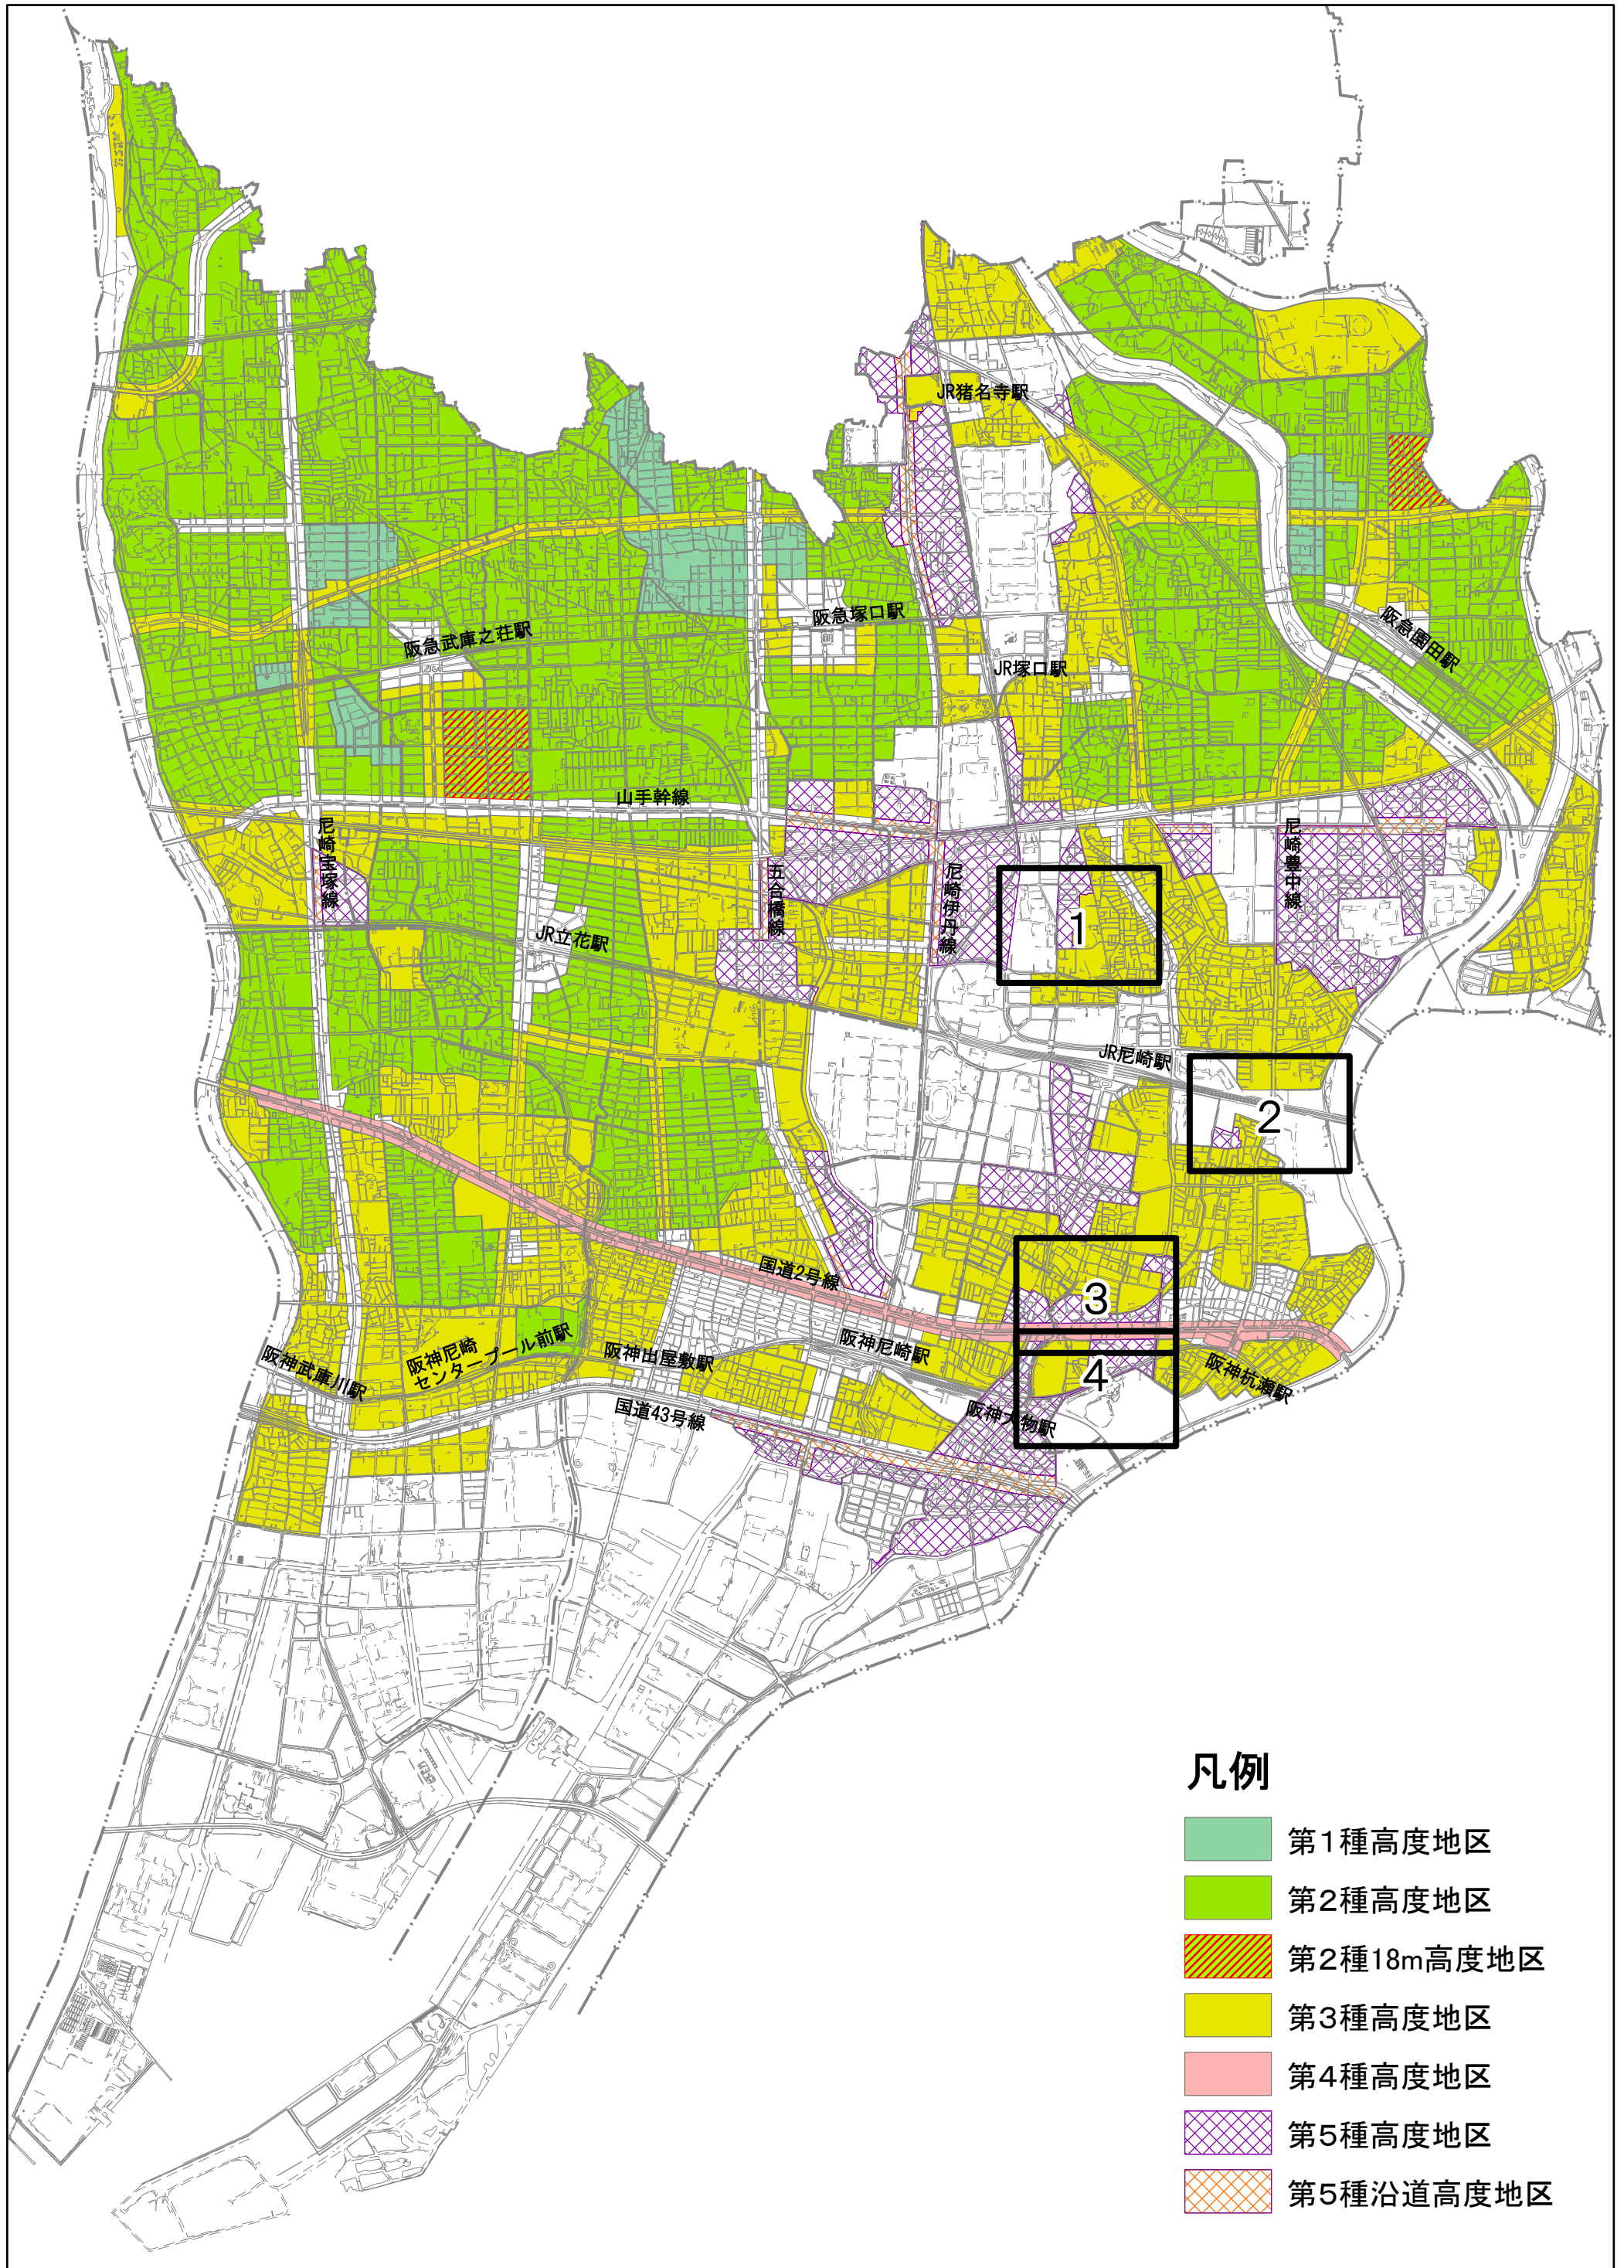 JR猪名寺駅
阪急塚口駅
阪急武庫之荘駅
阪急園田駅
JR塚口駅
山手幹線
尼崎宝塚線
五合橋線
尼崎伊丹線
尼崎豊中線
1
JR立花駅
JR尼崎駅
2
国道2号線
3
阪神尼崎駅
阪神尼崎
センタープール前駅
阪神出屋敷駅
阪神武庫川駅
阪神杭瀬駅
4
阪神大物駅
国道43号線
凡例
第1種高度地区
第2種高度地区
第2種18m高度地区
第3種高度地区
第4種高度地区
第5種高度地区
第5種沿道高度地区